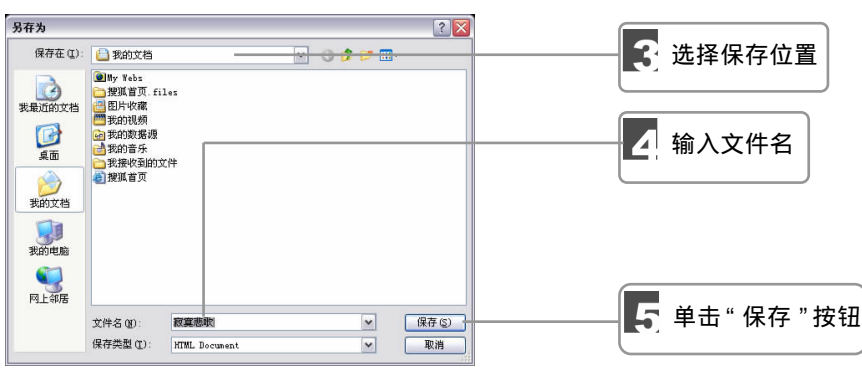 另存为
保存在(I):
我的文档
我最近的文档
桌面
我的文档
我的电脑
网上邻居
My Webs
搜狐首页.files
图片收藏
我的视频
我的数据源
我的音乐
我接收到的文件
搜狐首页
文件名(N):
寂寞悲歌
保存(S)
保存类型(T):
HTML Document
取消
3 选择保存位置
4 输入文件名
5 单击“保存”按钮